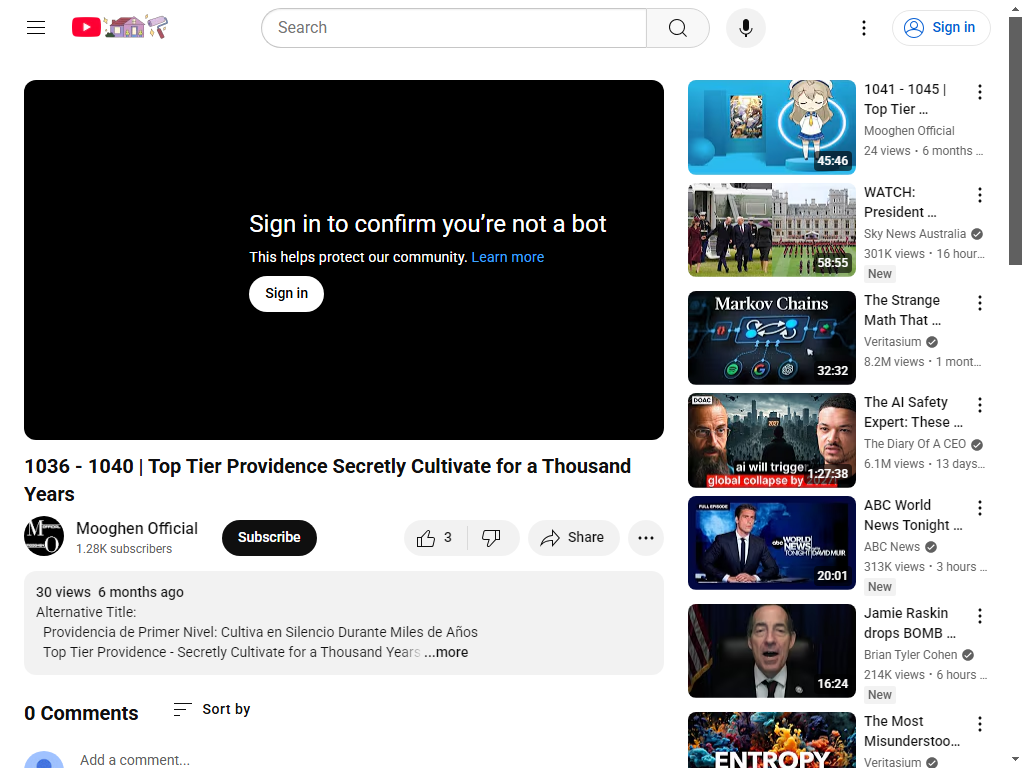 Search
Sign in
Sign in to confirm you’re not a bot
This helps protect our community. Learn more
Sign in
1036 - 1040 | Top Tier Providence Secretly Cultivate for a Thousand
Years
Mooghen Official
1.28K subscribers
Subscribe
3
Share
30 views 6 months ago
Alternative Title:
Providencia de Primer Nivel: Cultiva en Silencio Durante Miles de Años
Top Tier Providence - Secretly Cultivate for a Thousand Years ...more
0 Comments
Sort by
Add a comment...
45:46
1041 - 1045 |
Top Tier ...
Mooghen Official
24 views • 6 months ...
58:55
WATCH:
President ...
Sky News Australia
301K views • 16 hour...
New
Markov Chains
32:32
The Strange
Math That ...
Veritasium
8.2M views • 1 mont...
DOAC
2027
ai will trigger
global collapse by 2027!
1:27:38
The AI Safety
Expert: These ...
The Diary Of A CEO
6.1M views • 13 days...
FULL EPISODE
abc WORLD
NEWS
TONIGHT DAVID MUIR
20:01
ABC World
News Tonight ...
ABC News
313K views • 3 hours ...
New
16:24
Jamie Raskin
drops BOMB ...
Brian Tyler Cohen
214K views • 6 hours ...
New
ENTROPY
The Most
Misunderstoo...
Veritasium